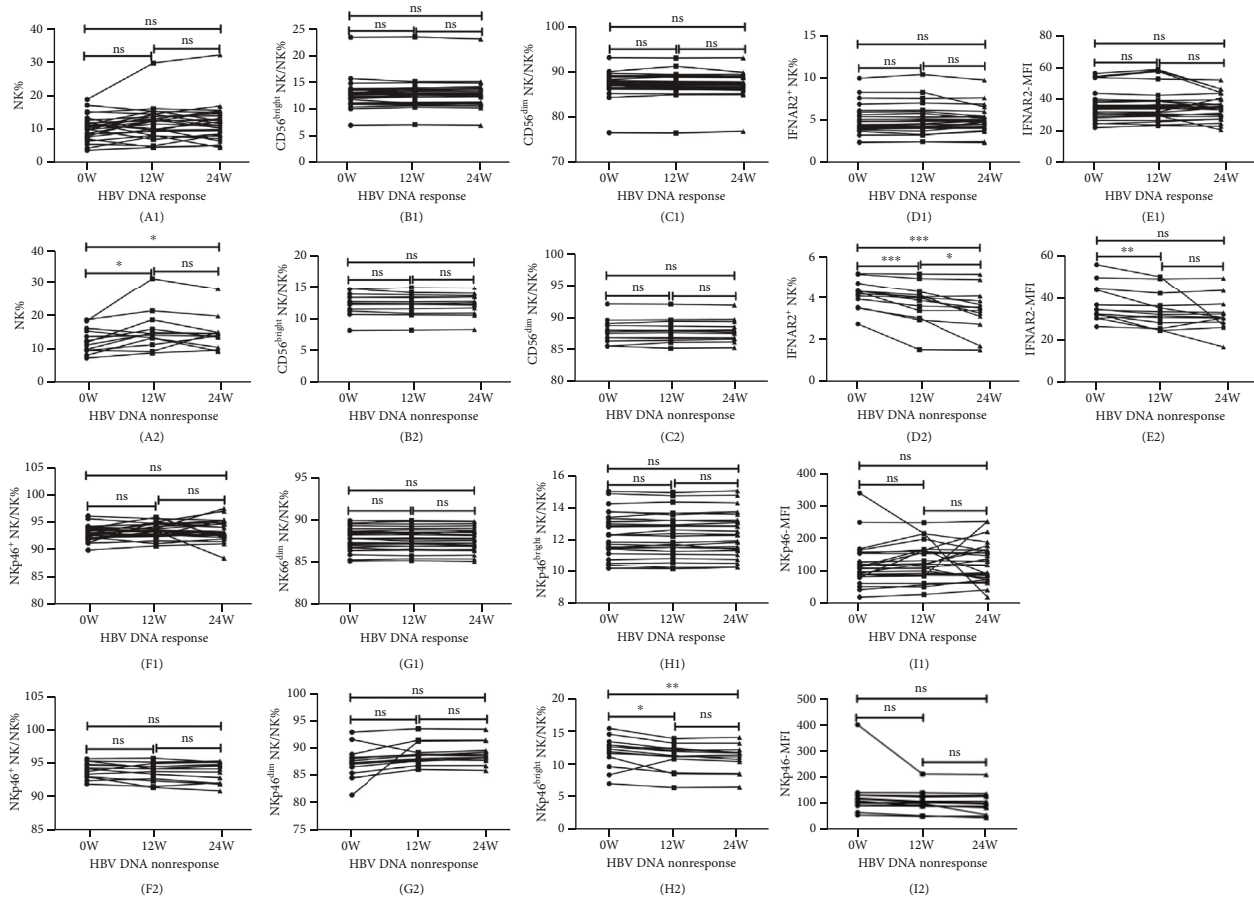 NK%
40
30
20
10
0
ns
ns
ns
0W 12W 24W
HBV DNA response
(A1)
CD56bright NK/NK%
25
20
15
10
5
0
ns
ns
ns
0W 12W 24W
HBV DNA response
(B1)
CD56dim NK/NK%
100
90
80
70
ns
ns
ns
0W 12W 24W
HBV DNA response
(C1)
IFNAR2+ NK%
15
10
5
0
ns
ns
ns
0W 12W 24W
HBV DNA response
(D1)
IFNAR2-MFI
80
60
40
20
0
ns
ns
ns
0W 12W 24W
HBV DNA response
(E1)
NK%
40
30
20
10
0
*
*
ns
0W 12W 24W
HBV DNA nonresponse
(A2)
CD56bright NK/NK%
20
15
10
5
0
ns
ns
ns
0W 12W 24W
HBV DNA nonresponse
(B2)
CD56dim NK/NK%
100
95
90
85
80
ns
ns
ns
0W 12W 24W
HBV DNA nonresponse
(C2)
IFNAR2+ NK%
6
4
2
0
***
***
*
0W 12W 24W
HBV DNA nonresponse
(D2)
IFNAR2-MFI
60
40
20
0
ns
**
ns
0W 12W 24W
HBV DNA nonresponse
(E2)
NKp46+ NK/NK%
105
100
95
90
85
80
ns
ns
ns
0W 12W 24W
HBV DNA response
(F1)
NK66dim NK/NK%
95
90
85
80
ns
ns
ns
0W 12W 24W
HBV DNA response
(G1)
NKp46bright NK/NK%
16
14
12
10
8
ns
ns
ns
0W 12W 24W
HBV DNA response
(H1)
NKp46-MFI
400
300
200
100
0
ns
ns
ns
0W 12W 24W
HBV DNA response
(I1)
NKp46+ NK/NK%
105
100
95
90
85
ns
ns
ns
0W 12W 24W
HBV DNA nonresponse
(F2)
NKp46dim NK/NK%
100
95
90
85
80
75
ns
ns
ns
0W 12W 24W
HBV DNA nonresponse
(G2)
NKp46bright NK/NK%
20
15
10
5
0
**
*
ns
0W 12W 24W
HBV DNA nonresponse
(H2)
NKp46-MFI
500
400
300
200
100
0
ns
ns
ns
0W 12W 24W
HBV DNA nonresponse
(I2)